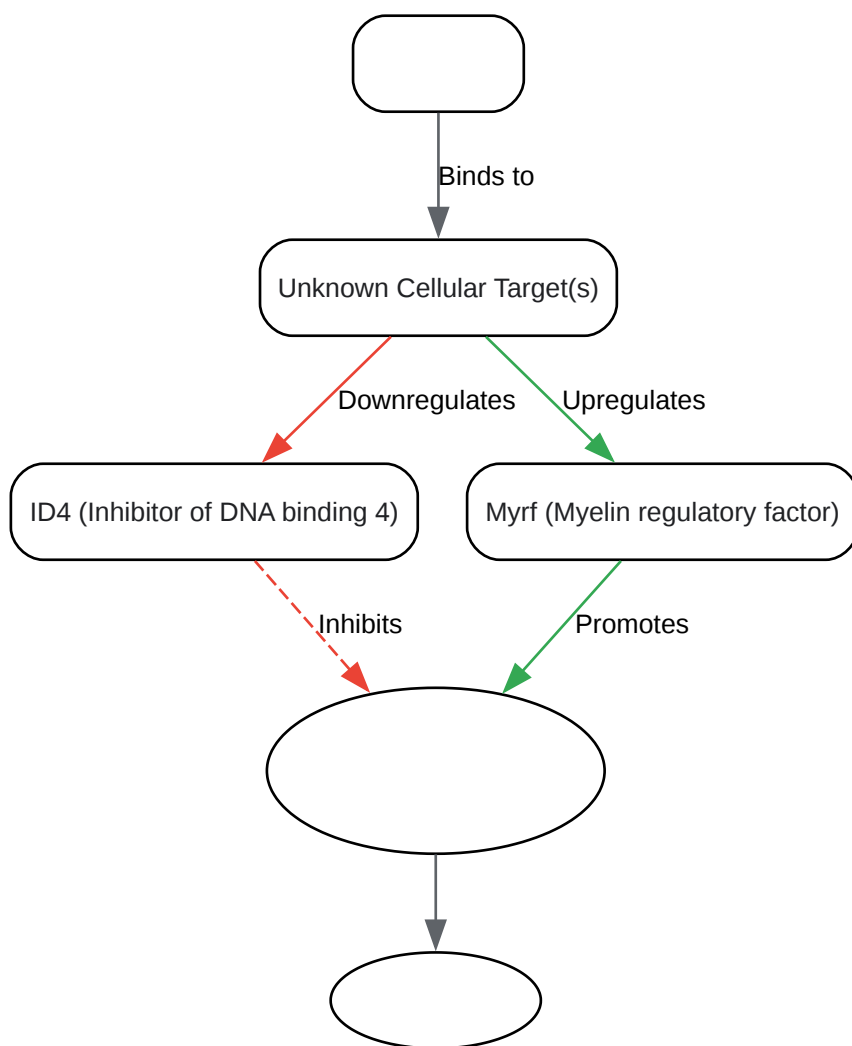 Binds to
Unknown Cellular Target(s)
Downregulates
Upregulates
ID4 (Inhibitor of DNA binding 4)
Myrf (Myelin regulatory factor)
Inhibits
Promotes